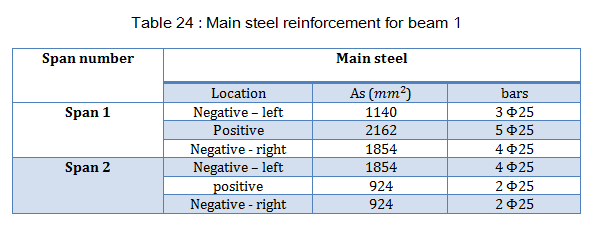 Table 24 : Main steel reinforcement for beam 1
Span number Main steel
Location As (mm²) bars
Span 1 Negative – left 1140 3 Φ25
Positive 2162 5 Φ25
Negative - right 1854 4 Φ25
Span 2 Negative – left 1854 4 Φ25
positive 924 2 Φ25
Negative - right 924 2 Φ25